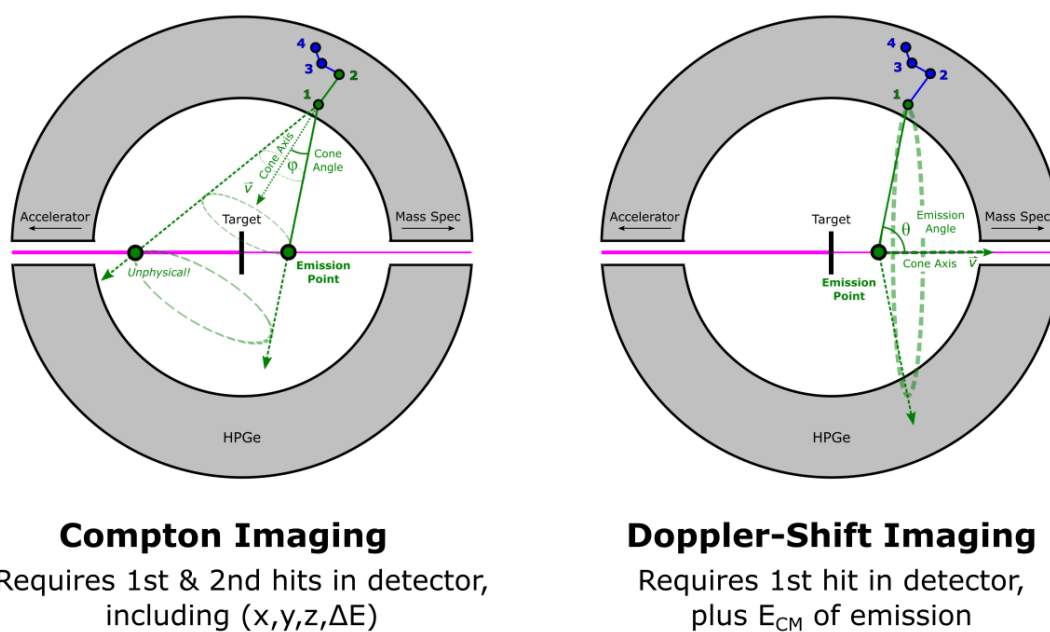 4
3
2
1
Cone Axis
φ
v⃗
Cone
Angle
Accelerator
Target
Mass Spec
Unphysical!
Emission
Point
HPGe
Compton Imaging
Requires 1st & 2nd hits in detector,
including (x,y,z,ΔE)
4
3
2
1
Accelerator
Target
Mass Spec
Emission
Angle
θ
Cone Axis v⃗
Emission
Point
HPGe
Doppler-Shift Imaging
Requires 1st hit in detector,
plus E_CM of emission